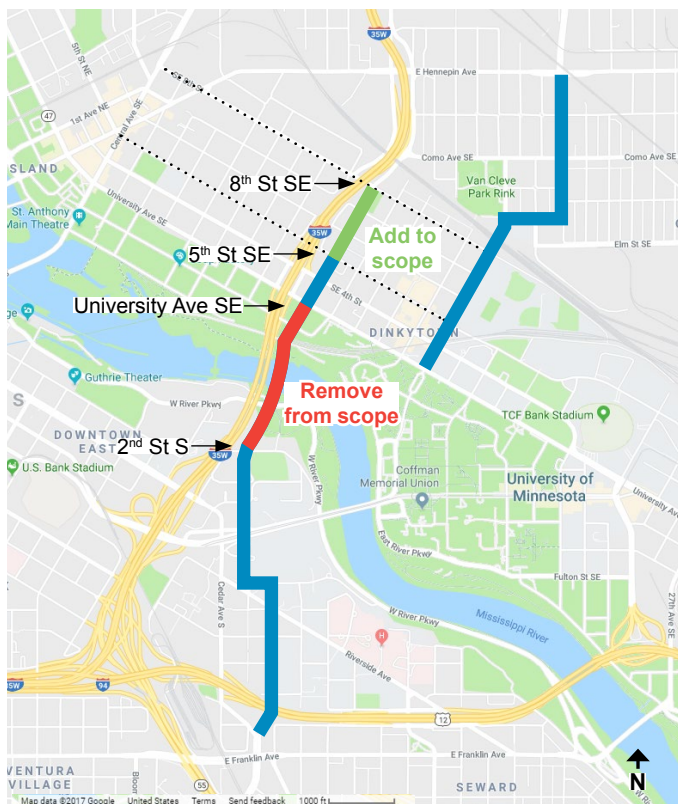 5th St NE
35W
E Hennepin Ave
SE 8th St
47
1st Ave NE
Central Ave SE
Como Ave SE
Como Ave SE
ISLAND
Van Cleve
Park Rink
8th St SE
University Ave SE
St. Anthony
Main Theatre
35W
Add to
scope
Elm St SE
5th St SE
SE 4th St
University Ave SE
DINKYTOWN
Guthrie Theater
S
W River Pkwy
Remove
from scope
TCF Bank Stadium
DOWNTOWN
EAST
2nd St S
35W
U.S. Bank Stadium
W River Pkwy
Coffman
Memorial Union
University of
Minnesota
University Ave
East River Pkwy
Fulton St SE
Cedar Ave S
27th Ave SE
W River Pkwy
Mississippi River
H
Riverside Ave
35W
94
12
E Franklin Ave
E Franklin Ave
VENTURA
VILLAGE
55
SEWARD
N
Map data ©2017 Google United States Terms Send feedback 1000 ft